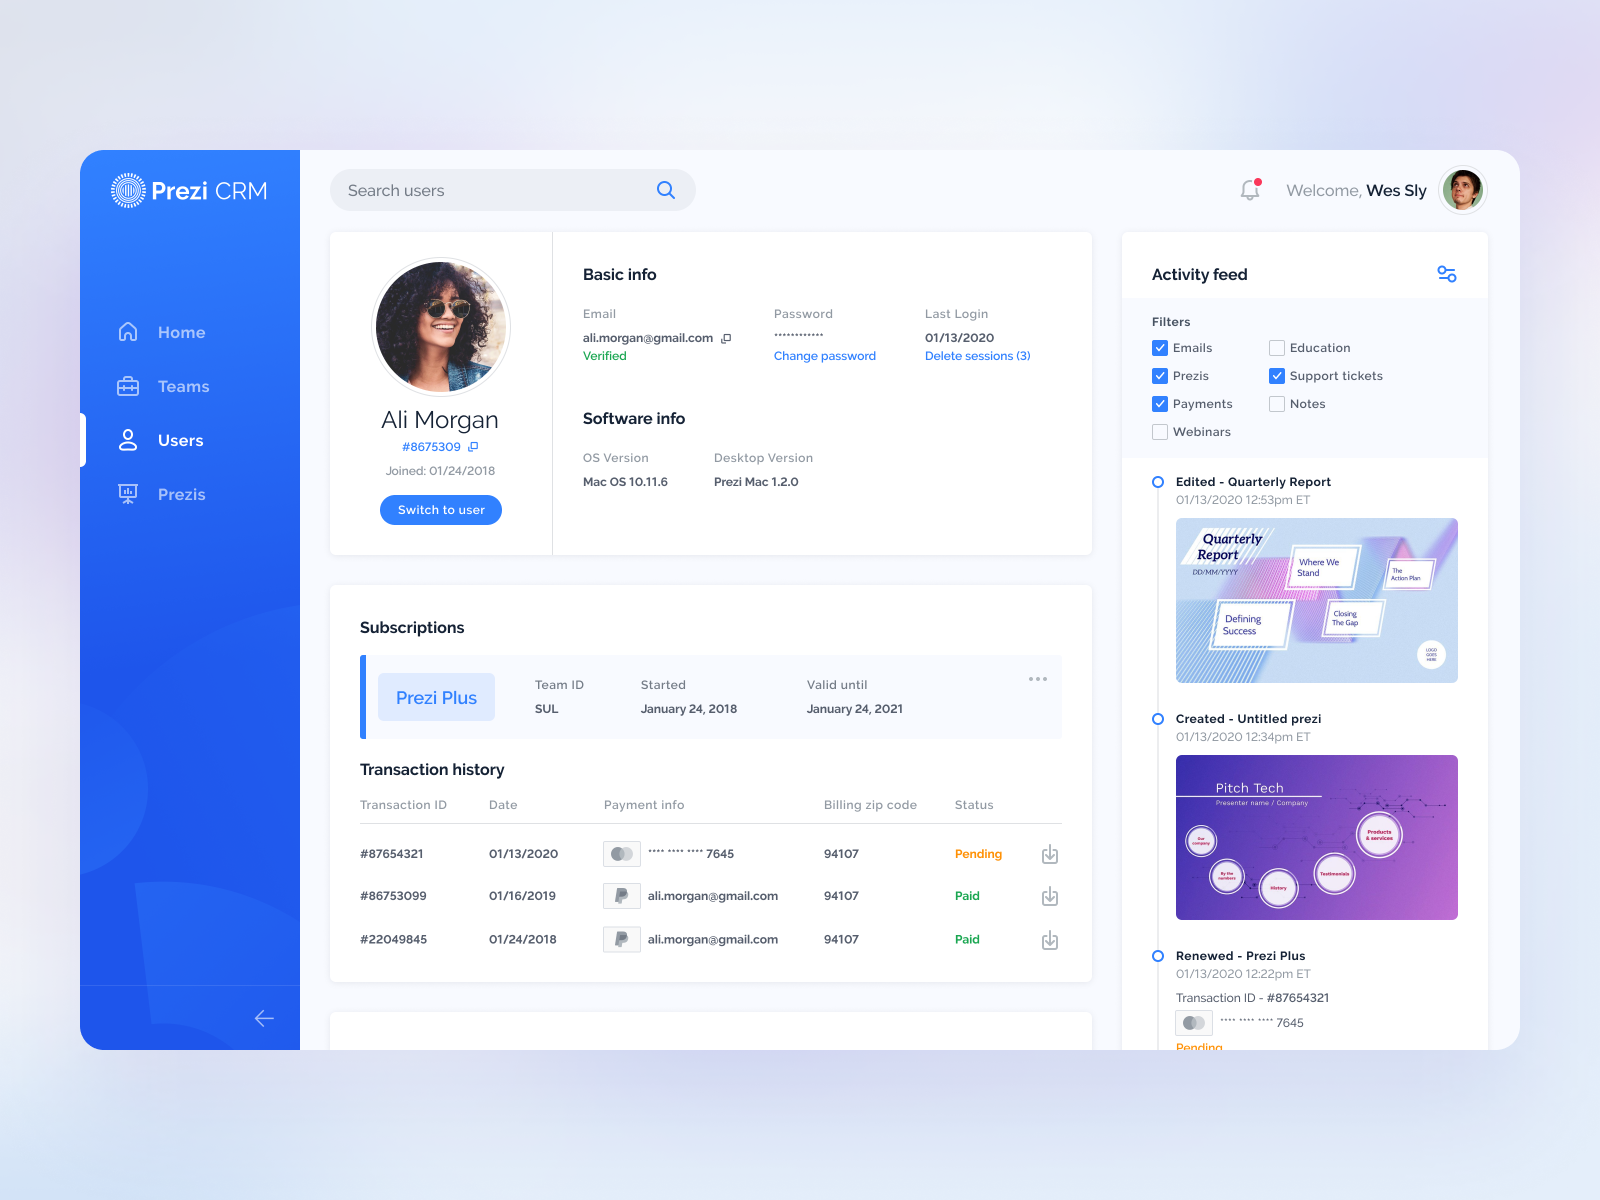 Prezi CRM
Home
Teams
Users
Prezis
Search users
Welcome, Wes Sly
Ali Morgan
#8675309
Joined: 01/24/2018
Switch to user
Basic info
Email
Password
Last Login
ali.morgan@gmail.com
************
01/13/2020
Verified
Change password
Delete sessions (3)
Software info
OS Version
Desktop Version
Mac OS 10.11.6
Prezi Mac 1.2.0
Subscriptions
Prezi Plus
Team ID
Started
Valid until
SUL
January 24, 2018
January 24, 2021
Transaction history
Transaction ID
Date
Payment info
Billing zip code
Status
#87654321
01/13/2020
**** **** **** 7645
94107
Pending
#86753099
01/16/2019
ali.morgan@gmail.com
94107
Paid
#22049845
01/24/2018
ali.morgan@gmail.com
94107
Paid
Activity feed
Filters
Emails
Education
Prezis
Support tickets
Payments
Notes
Webinars
Edited - Quarterly Report
01/13/2020 12:53pm ET
Quarterly
Report
DD/MM/YYYY
Where We
Stand
The
Action Plan
Defining
Success
Closing
The Gap
LOGO
GOES
HERE
Created - Untitled prezi
01/13/2020 12:34pm ET
Pitch Tech
Presenter name / Company
Our
company
By the
numbers
History
Testimonials
Products
& services
Renewed - Prezi Plus
01/13/2020 12:22pm ET
Transaction ID - #87654321
**** **** **** 7645
Pending